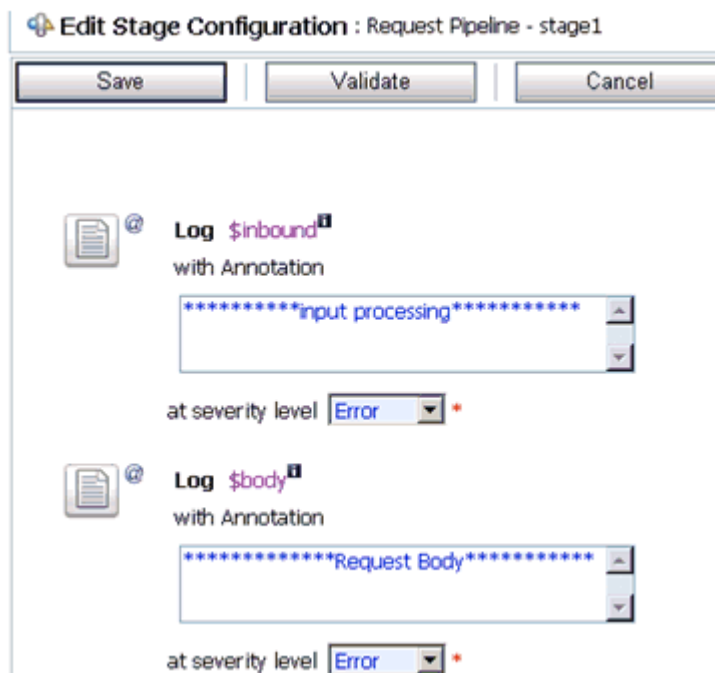 Edit Stage Configuration : Request Pipeline - stage1
Save Validate Cancel
@ Log $inbound i
with Annotation
**********input processing***********
at severity level Error *
@ Log $body i
with Annotation
*************Request Body***********
at severity level Error *